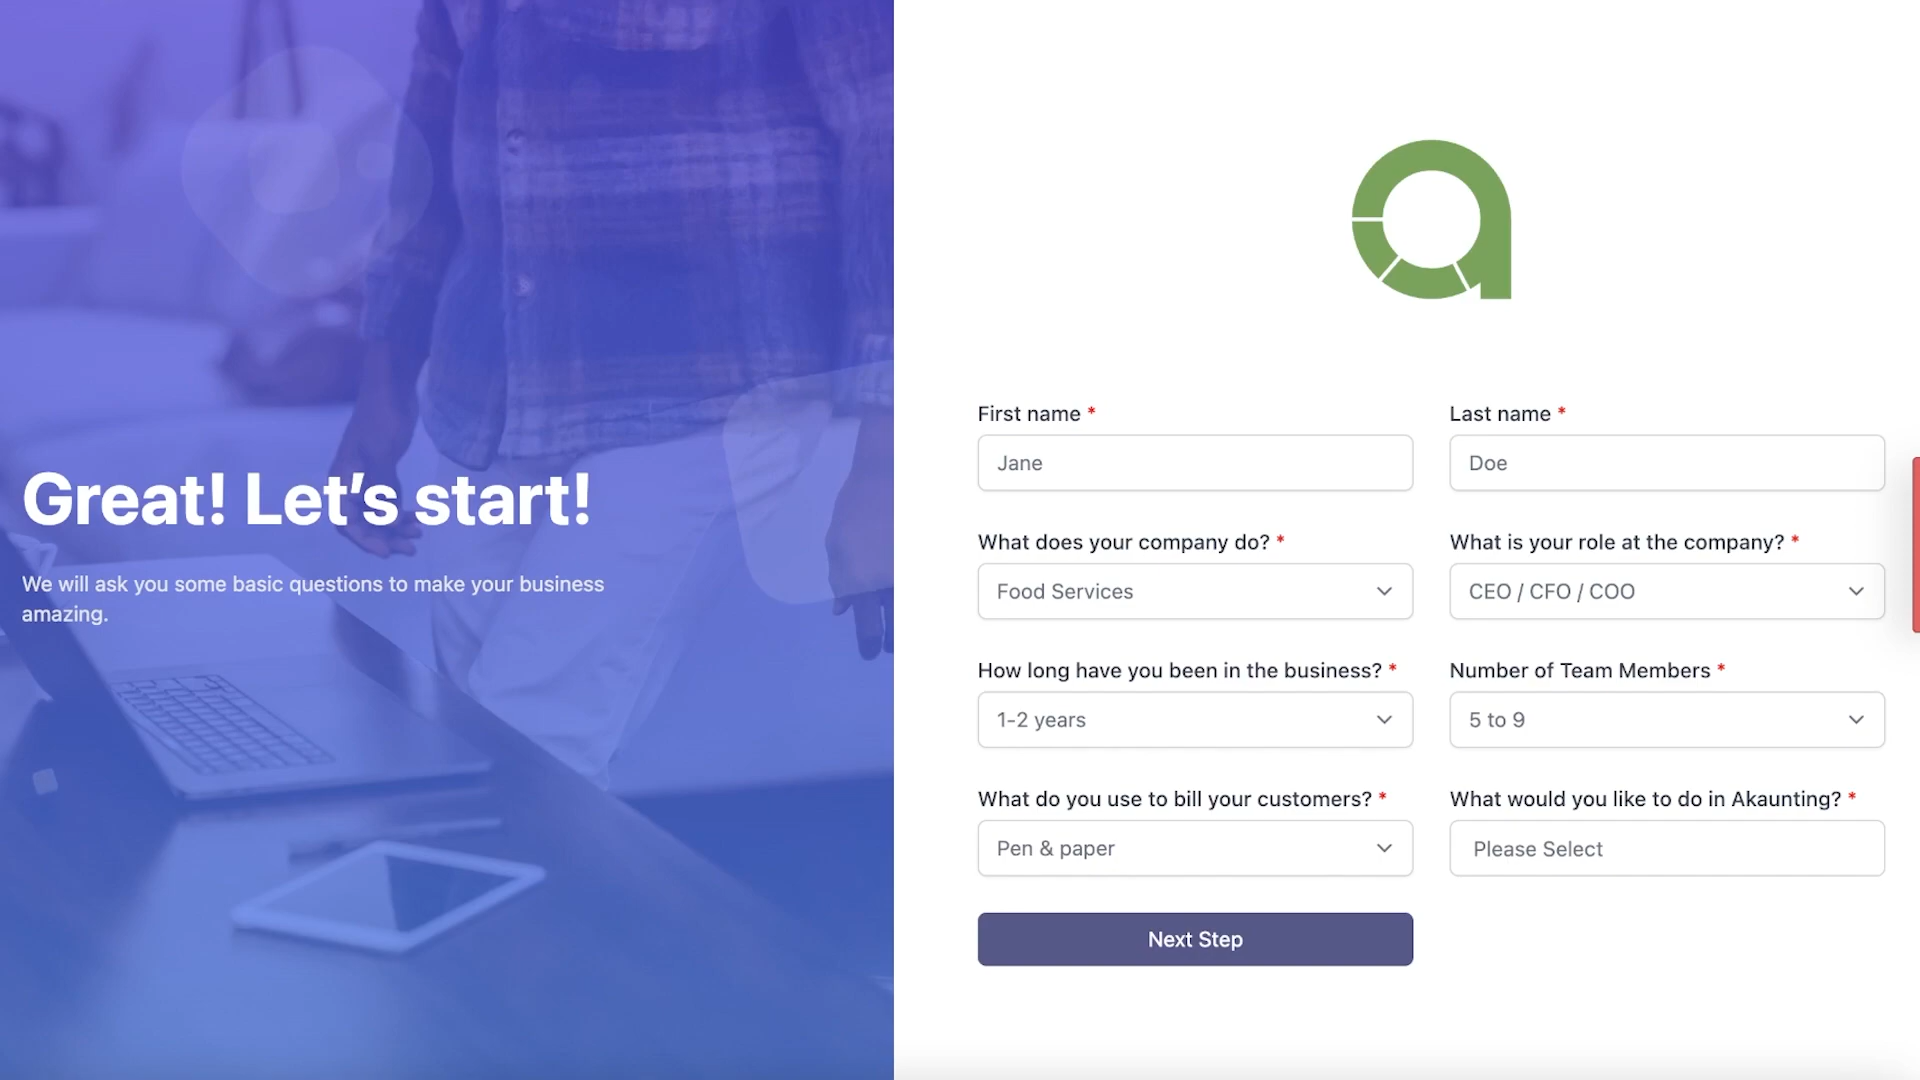 Great! Let's start!
We will ask you some basic questions to make your business
amazing.
First name *
Last name *
Jane
Doe
What does your company do? *
What is your role at the company? *
Food Services
CEO / CFO / COO
How long have you been in the business? *
Number of Team Members *
1-2 years
5 to 9
What do you use to bill your customers? *
What would you like to do in Akaunting? *
Pen & paper
Please Select
Next Step